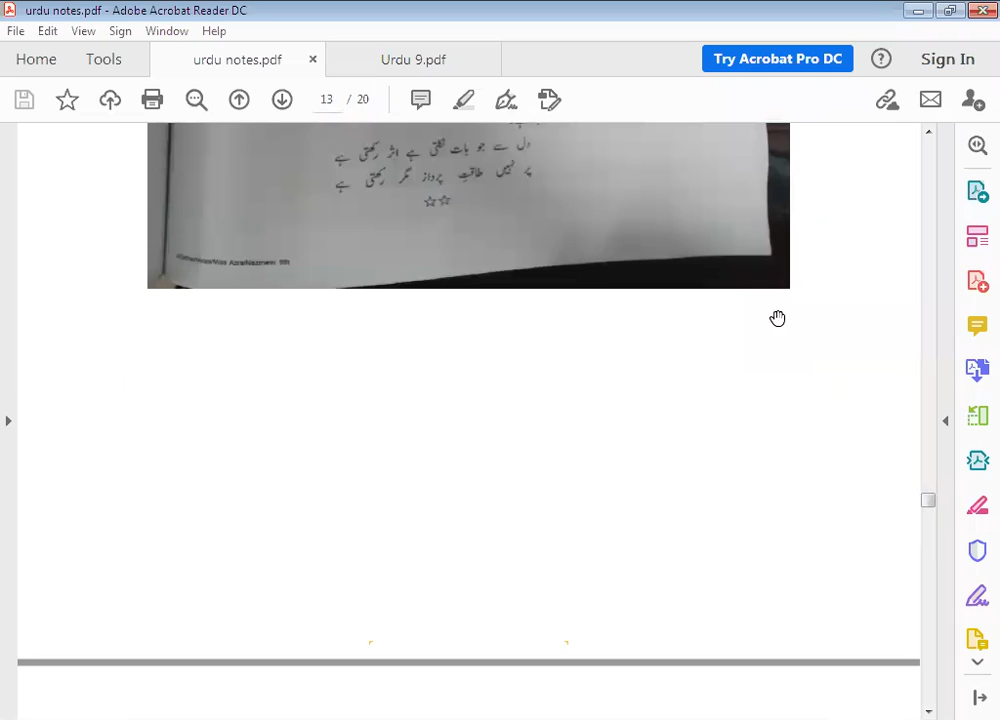 urdu notes.pdf - Adobe Acrobat Reader DC
File Edit View Sign Window Help
Home Tools urdu notes.pdf × Urdu 9.pdf Try Acrobat Pro DC Sign In
13 / 20
دل سے جو بات نکلتی ہے اثر رکھتی ہے
پر نہیں طاقتِ پرواز مگر رکھتی ہے
☆☆